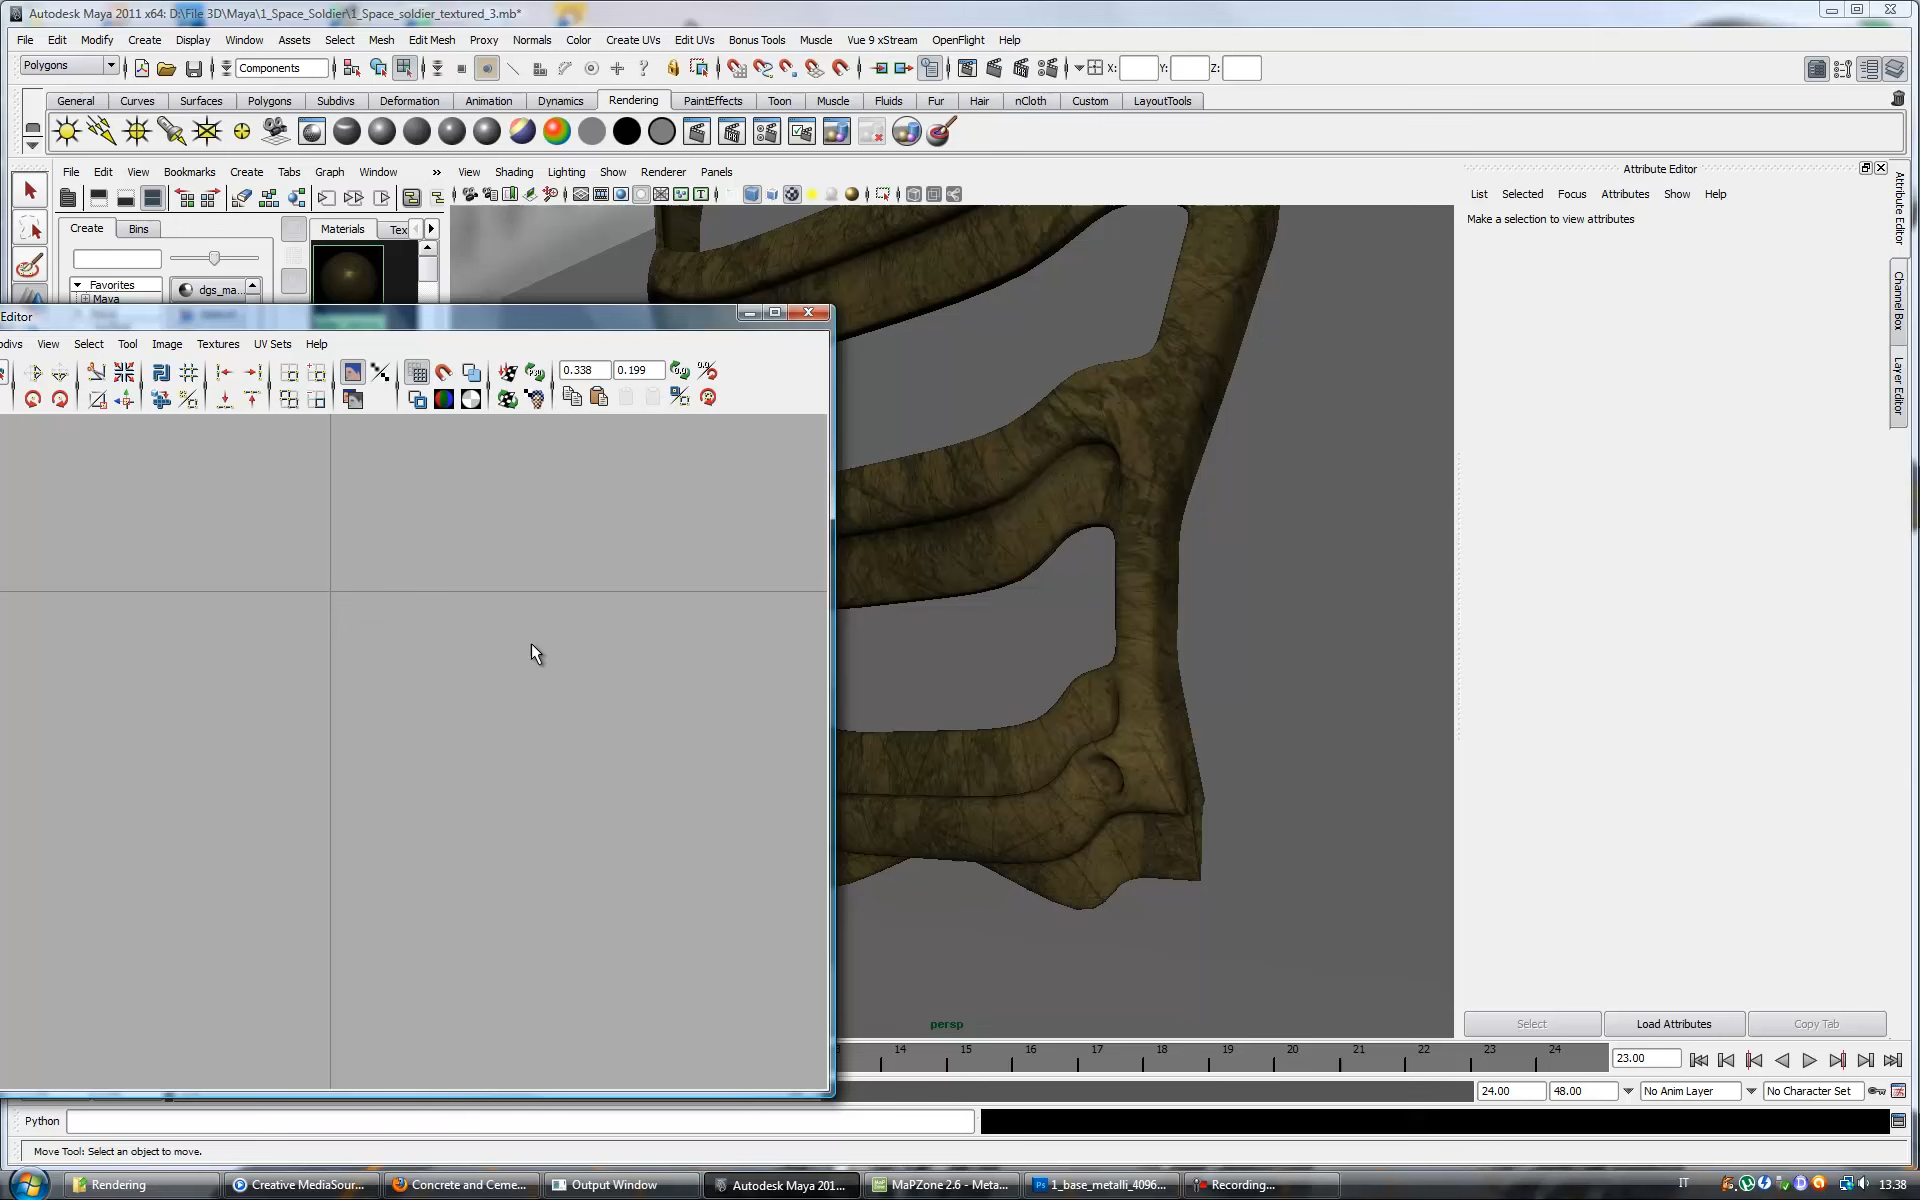 Autodesk Maya 2011 x64: D:\File 3D\Maya\1_Space_Soldier\1_Space_soldier_textured_3.mb*
File Edit Modify Create Display Window Assets Select Mesh Edit Mesh Proxy Normals Color Create UVs Edit UVs Bonus Tools Muscle Vue 9 xStream OpenFlight Help
Polygons Components X: Y: Z:
General Curves Surfaces Polygons Subdivs Deformation Animation Dynamics Rendering PaintEffects Toon Muscle Fluids Fur Hair nCloth Custom LayoutTools
File Edit View Bookmarks Create Tabs Graph Window »
View Shading Lighting Show Renderer Panels
Attribute Editor
List Selected Focus Attributes Show Help
Make a selection to view attributes
Create Bins
Materials Tex
Favorites
Maya
dgs_ma...
Attribute Editor
Channel Box
Layer Editor
Editor
bdivs View Select Tool Image Textures UV Sets Help
0.338 0.199
persp
Select Load Attributes Copy Tab
14 15 16 17 18 19 20 21 22 23 24 23.00
24.00 48.00 No Anim Layer No Character Set
Python
Move Tool: Select an object to move.
Rendering Creative MediaSour... Concrete and Ceme... Output Window Autodesk Maya 201... MaPZone 2.6 - Meta... 1_base_metalli_4096... Recording... IT 13.38